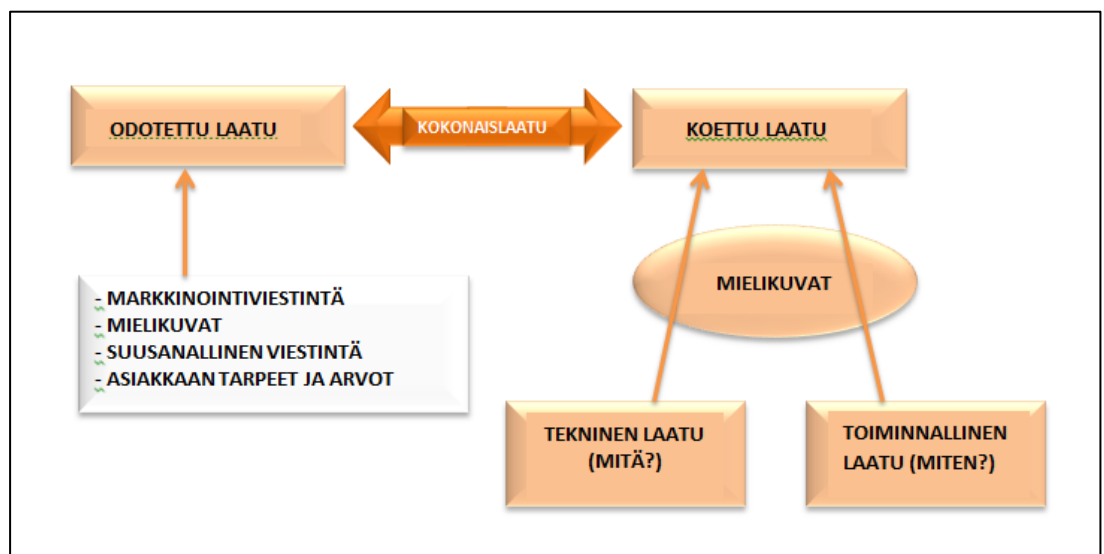 ODOTETTU LAATU
KOKONAISLAATU
KOETTU LAATU
MIELIKUVAT
- MARKKINOINTIVIESTINTÄ
- MIELIKUVAT
- SUUSANALLINEN VIESTINTÄ
- ASIAKKAAN TARPEET JA ARVOT
TEKNINEN LAATU
(MITÄ?)
TOIMINNALLINEN
LAATU (MITEN?)